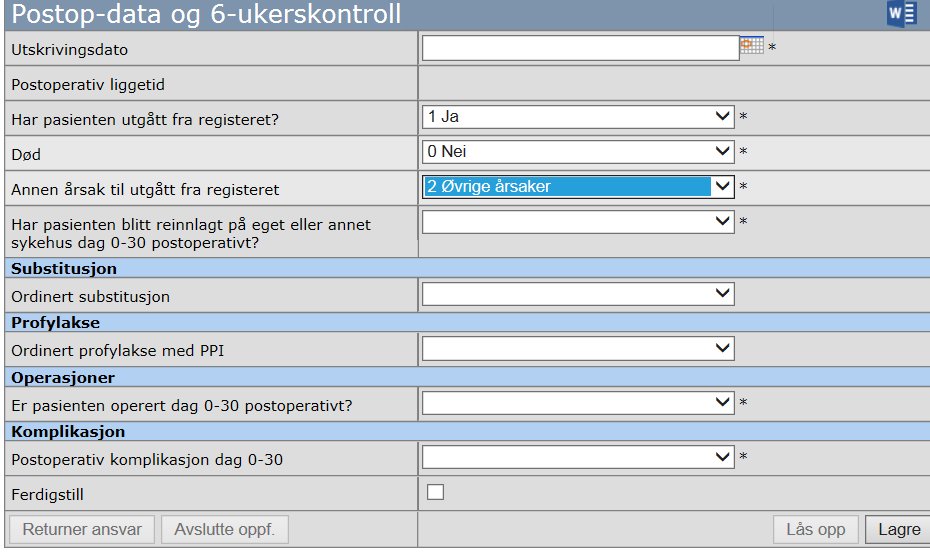 Postop-data og 6-ukerskontroll
W
Utskrivingsdato *
Postoperativ liggetid
Har pasienten utgått fra registeret? 1 Ja *
Død 0 Nei *
Annen årsak til utgått fra registeret 2 Øvrige årsaker *
Har pasienten blitt reinnlagt på eget eller annet *
sykehus dag 0-30 postoperativt?
Substitusjon
Ordinert substitusjon
Profylakse
Ordinert profylakse med PPI
Operasjoner
Er pasienten operert dag 0-30 postoperativt? *
Komplikasjon
Postoperativ komplikasjon dag 0-30 *
Ferdigstill
Returner ansvar Avslutte oppf. Lås opp Lagre